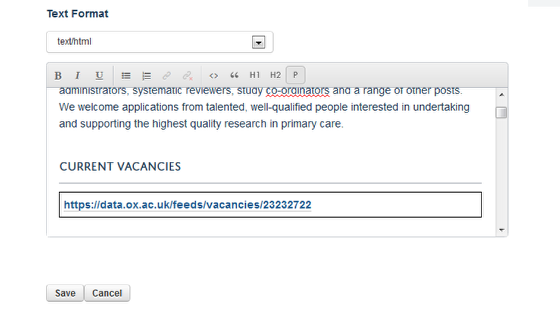 Text Format
text/html
B I U <> “ H1 H2 P
administrators, systematic reviewers, study co-ordinators and a range of other posts.
We welcome applications from talented, well-qualified people interested in undertaking
and supporting the highest quality research in primary care.
CURRENT VACANCIES
https://data.ox.ac.uk/feeds/vacancies/23232722
Save Cancel